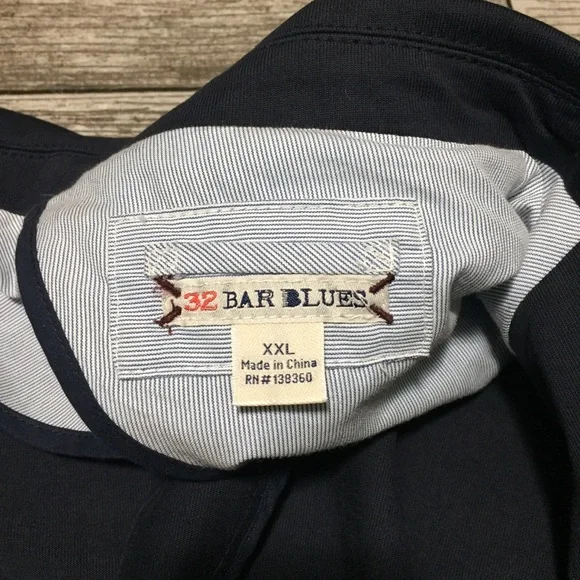 32 BAR BLUES
XXL
Made in China
RN#138360